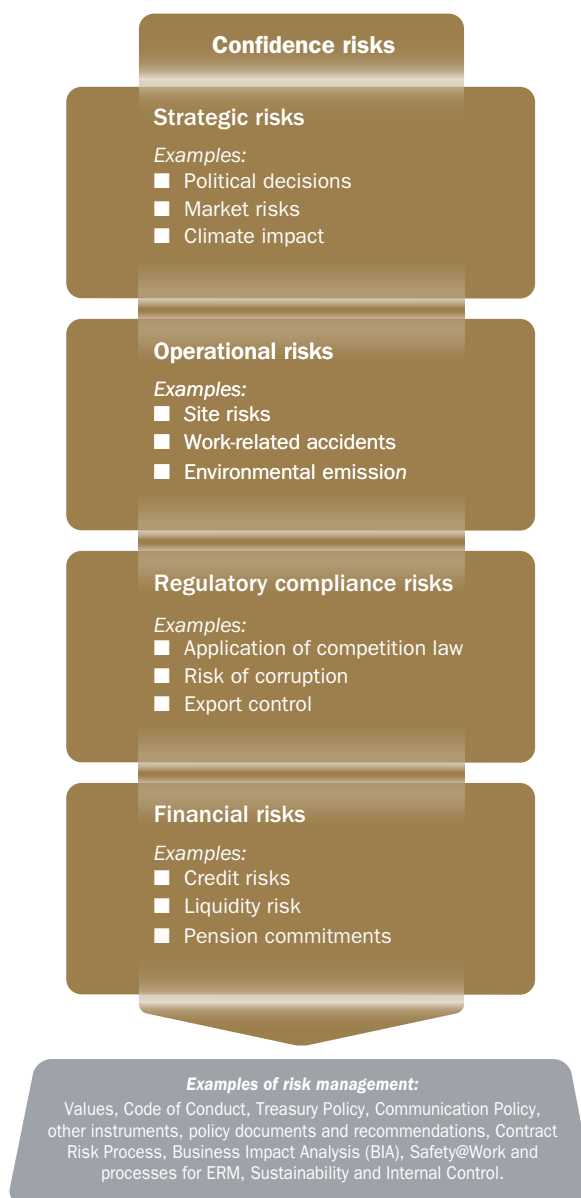 Confidence risks
Strategic risks
Examples:
■ Political decisions
■ Market risks
■ Climate impact
Operational risks
Examples:
■ Site risks
■ Work-related accidents
■ Environmental emission
Regulatory compliance risks
Examples:
■ Application of competition law
■ Risk of corruption
■ Export control
Financial risks
Examples:
■ Credit risks
■ Liquidity risk
■ Pension commitments
Examples of risk management:
Values, Code of Conduct, Treasury Policy, Communication Policy,
other instruments, policy documents and recommendations, Contract
Risk Process, Business Impact Analysis (BIA), Safety@Work and
processes for ERM, Sustainability and Internal Control.